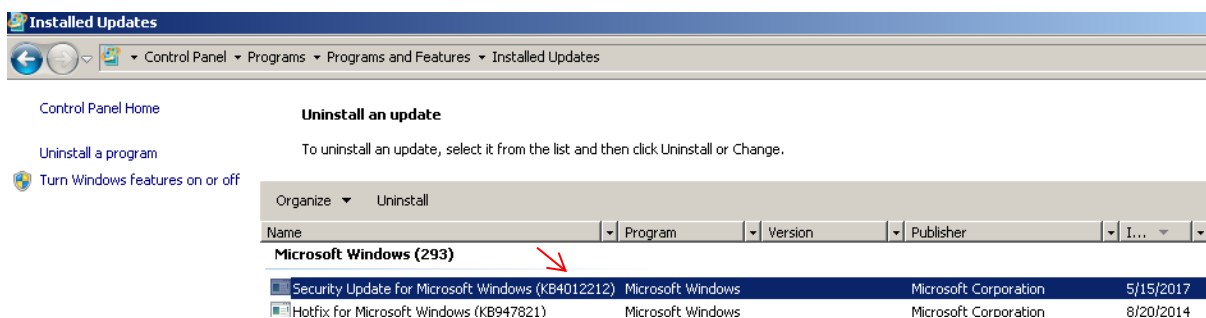 Installed Updates
Control Panel Programs Programs and Features Installed Updates
Control Panel Home
Uninstall a program
Turn Windows features on or off
Uninstall an update
To uninstall an update, select it from the list and then click Uninstall or Change.
Organize Uninstall
Name Program Version Publisher I...
Microsoft Windows (293)
Security Update for Microsoft Windows (KB4012212) Microsoft Windows Microsoft Corporation 5/15/2017
Hotfix for Microsoft Windows (KB947821) Microsoft Windows Microsoft Corporation 8/20/2014